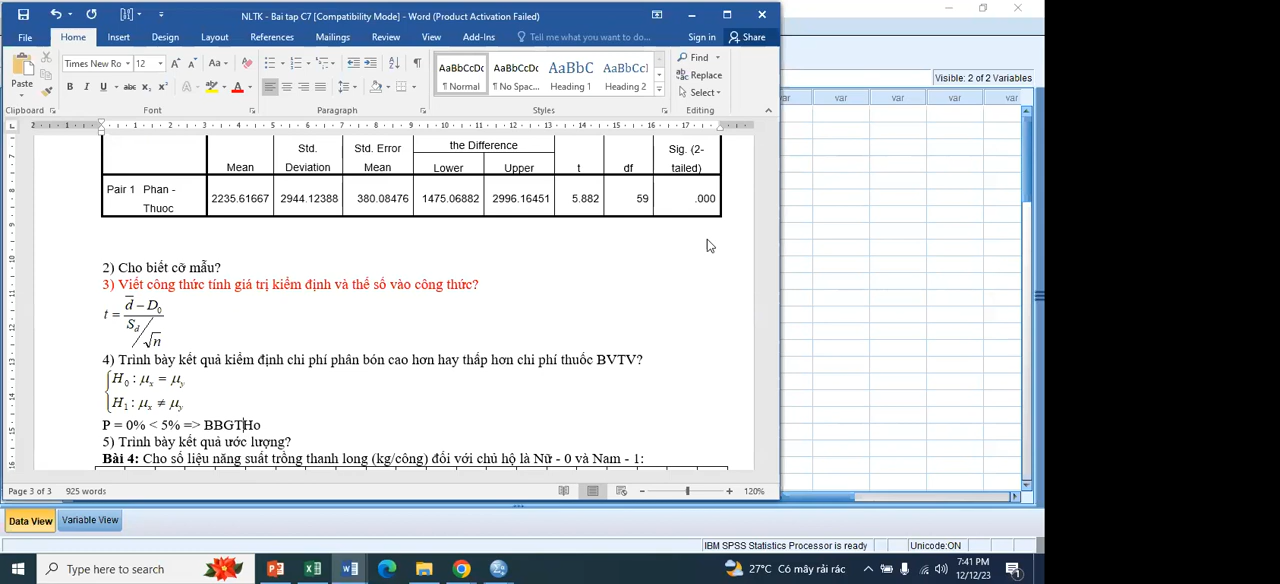 NLTK - Bai tap C7 [Compatibility Mode] - Word (Product Activation Failed)
File Home Insert Design Layout References Mailings Review View Add-Ins Tell me what you want to do... Sign in Share
Paste
Times New Ro 12
AaBbCcDc AaBbCcDc AaBbC AaBbCcI
¶ Normal ¶ No Spac... Heading 1 Heading 2
Find
Replace
Select
Clipboard Font Paragraph Styles Editing
Visible: 2 of 2 Variables
var var var var var
the Difference
Mean Std. Deviation Std. Error Mean Lower Upper t df Sig. (2-tailed)
Pair 1 Phan - Thuoc 2235.61667 2944.12388 380.08476 1475.06882 2996.16451 5.882 59 .000
2) Cho biết cỡ mẫu?
3) Viết công thức tính giá trị kiểm định và thế số vào công thức?
t = (d̅ – D₀) / (S_d / √n)
4) Trình bày kết quả kiểm định chi phí phân bón cao hơn hay thấp hơn chi phí thuốc BVTV?
H₀ : μₓ = μᵧ
H₁ : μₓ ≠ μᵧ
P = 0% < 5% => BBGTHo
5) Trình bày kết quả ước lượng?
Bài 4: Cho số liệu năng suất trồng thanh long (kg/công) đối với chủ hộ là Nữ - 0 và Nam - 1:
Page 3 of 3 925 words 120%
Data View Variable View
IBM SPSS Statistics Processor is ready Unicode:ON
Type here to search
27°C Có mây rải rác
7:41 PM
12/12/23